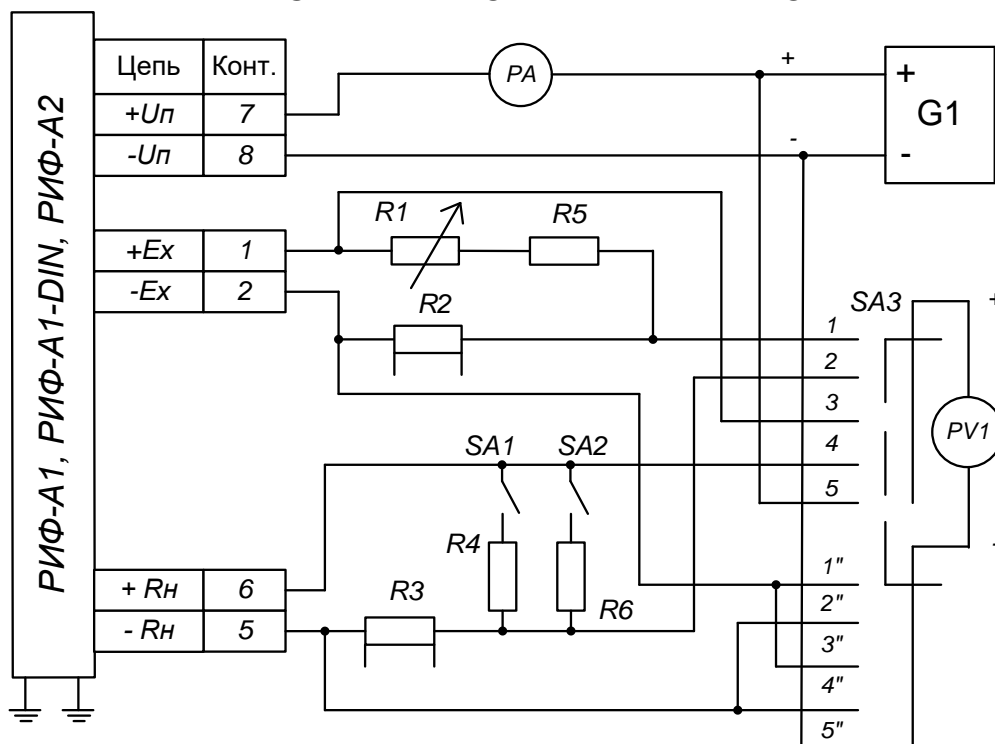 РИФ-А1, РИФ-А1-DIN, РИФ-А2
Цепь Конт.
+Uп 7
-Uп 8
+Ex 1
-Ex 2
+ Rн 6
- Rн 5
PA
+
-
+
G1
-
R1
R5
R2
SA3
+
1
2
3
4
5
PV1
-
SA1
SA2
R4
R3
R6
1"
2"
3"
4"
5"